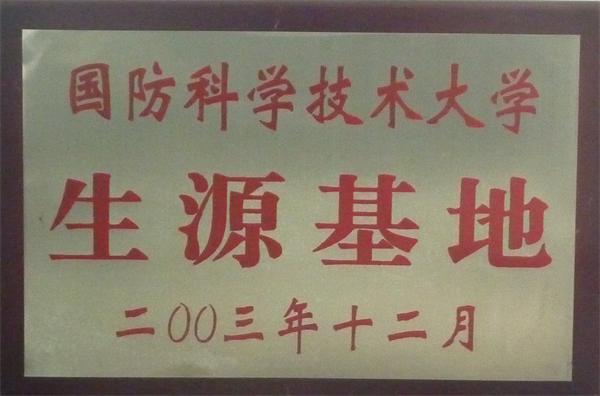 国防科学技术大学
生源基地
二00三年十二月